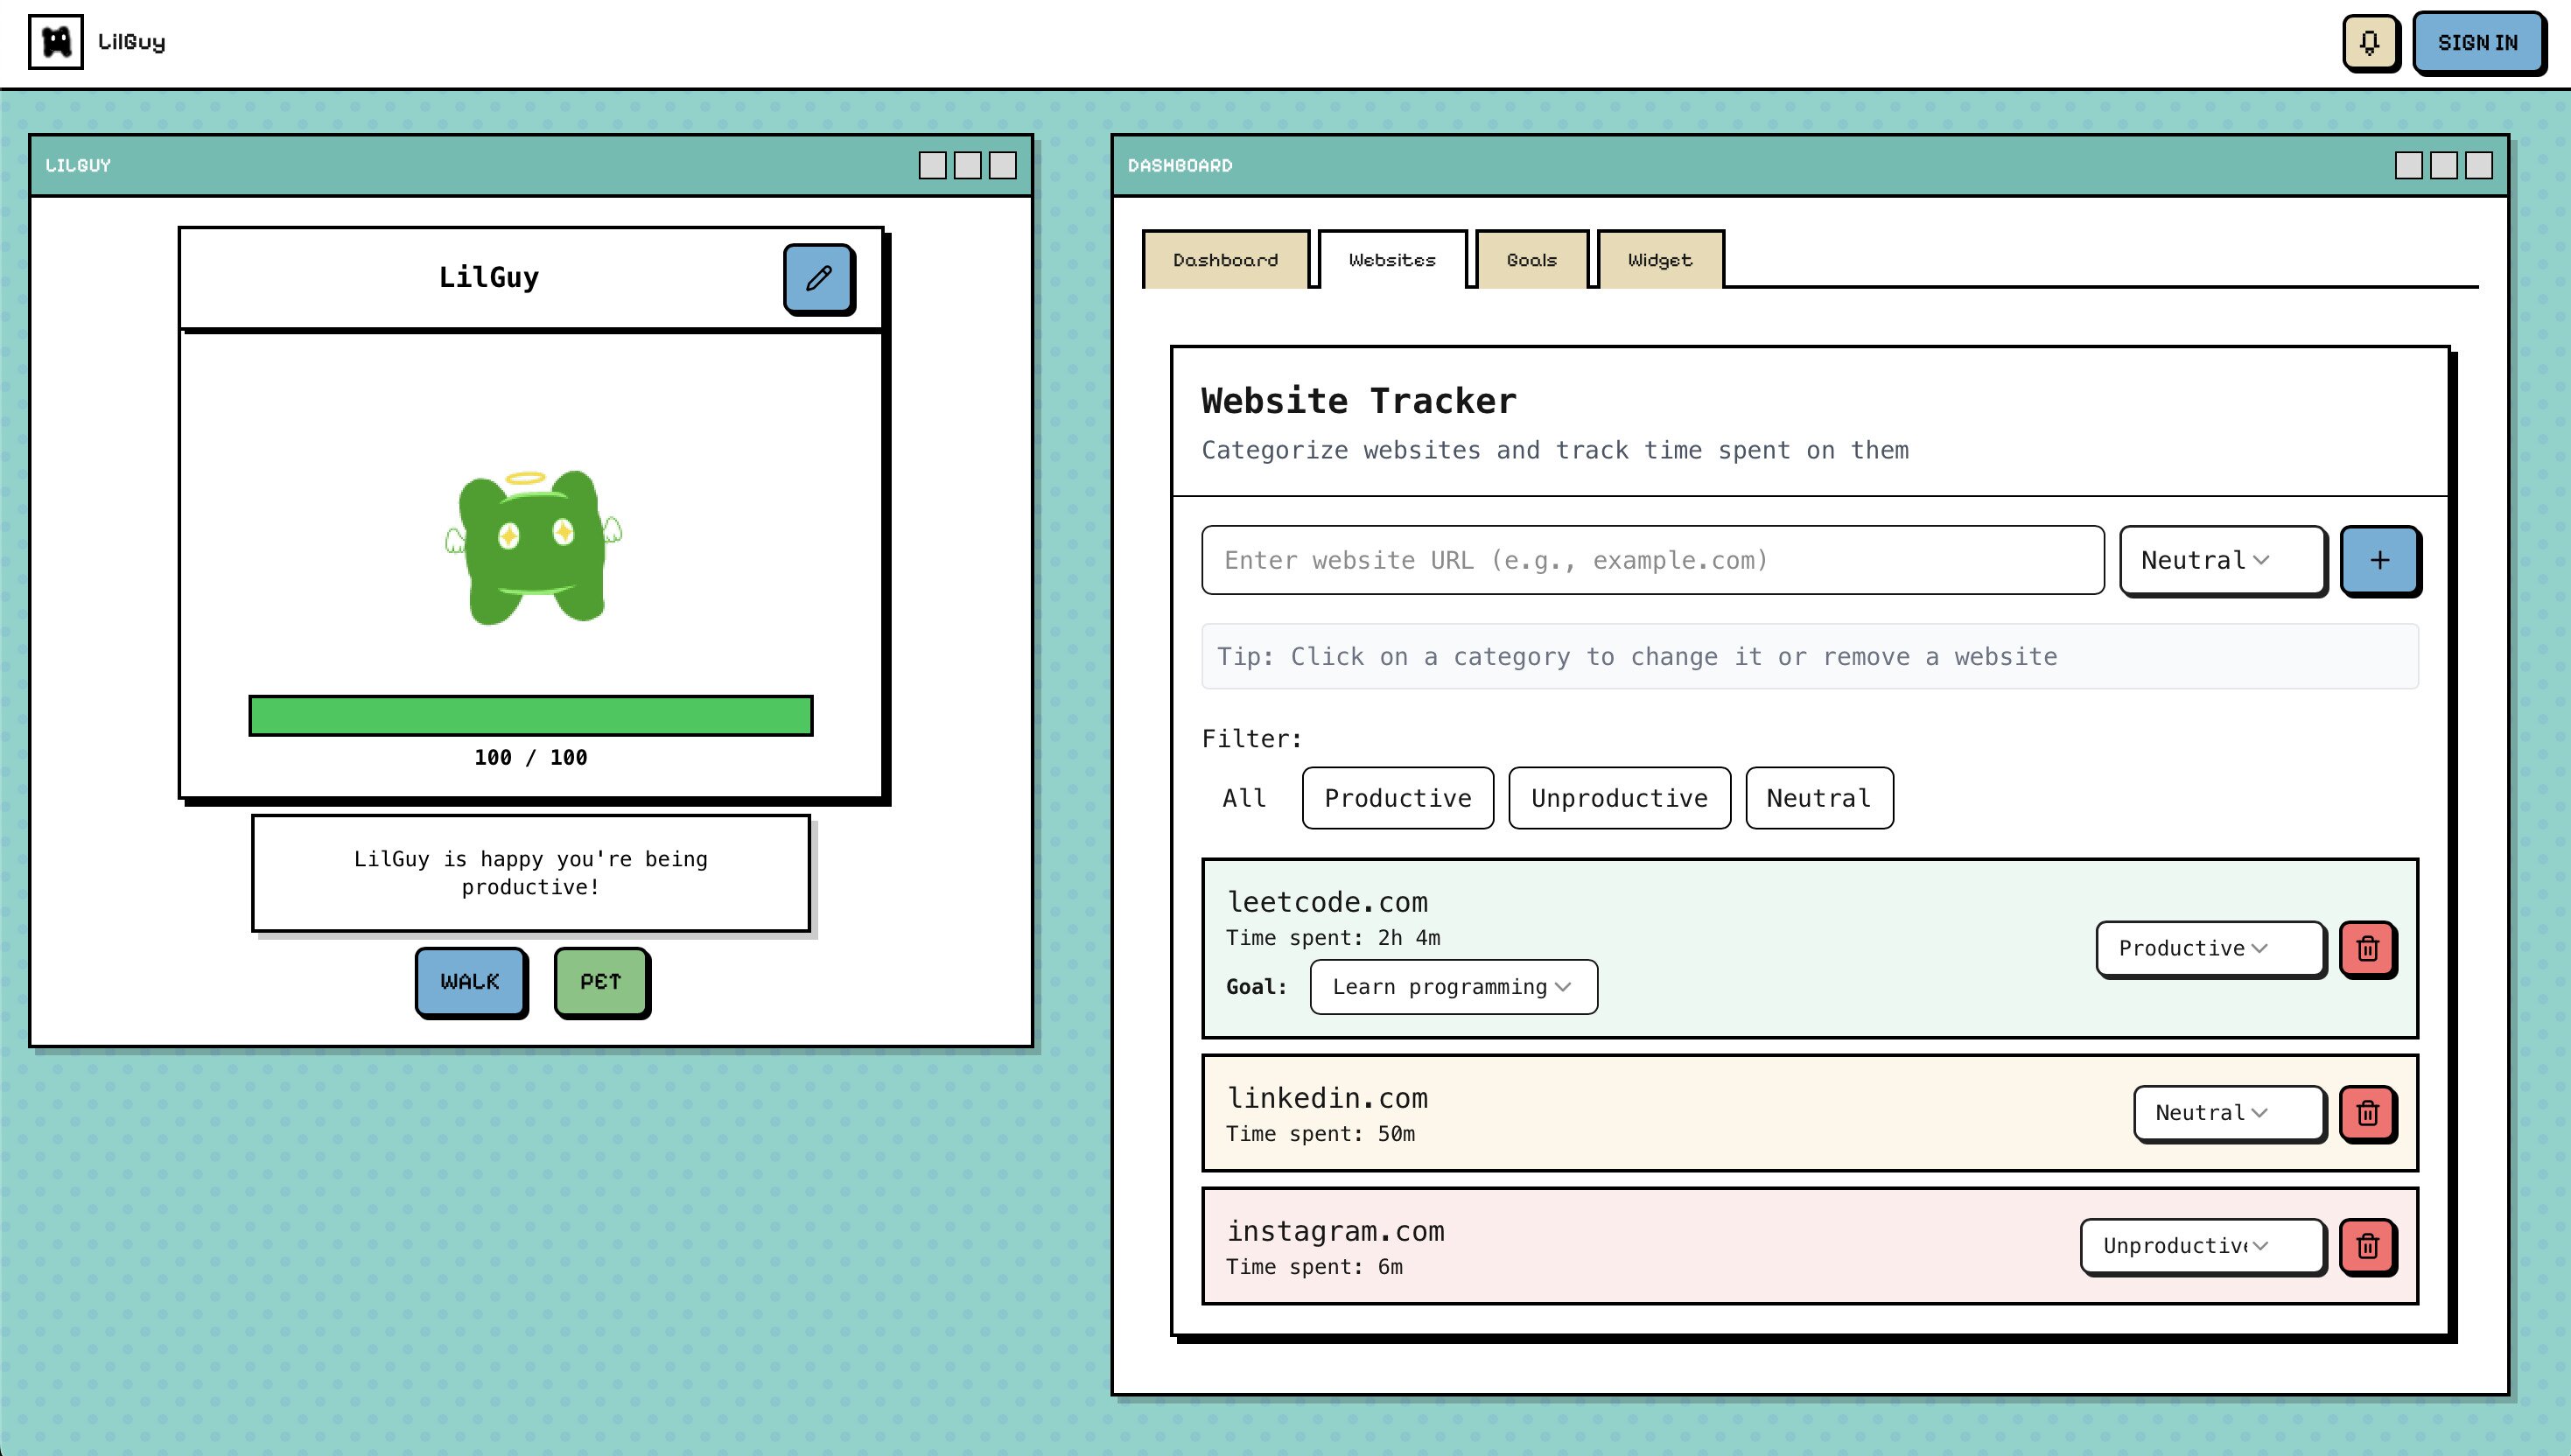 LilGuy
SIGN IN
LILGUY
LilGuy
100 / 100
LilGuy is happy you're being
productive!
WALK
PET
DASHBOARD
Dashboard
Websites
Goals
Widget
Website Tracker
Categorize websites and track time spent on them
Enter website URL (e.g., example.com)
Neutral
+
Tip: Click on a category to change it or remove a website
Filter:
All
Productive
Unproductive
Neutral
leetcode.com
Time spent: 2h 4m
Goal:
Learn programming
Productive
linkedin.com
Time spent: 50m
Neutral
instagram.com
Time spent: 6m
Unproductive